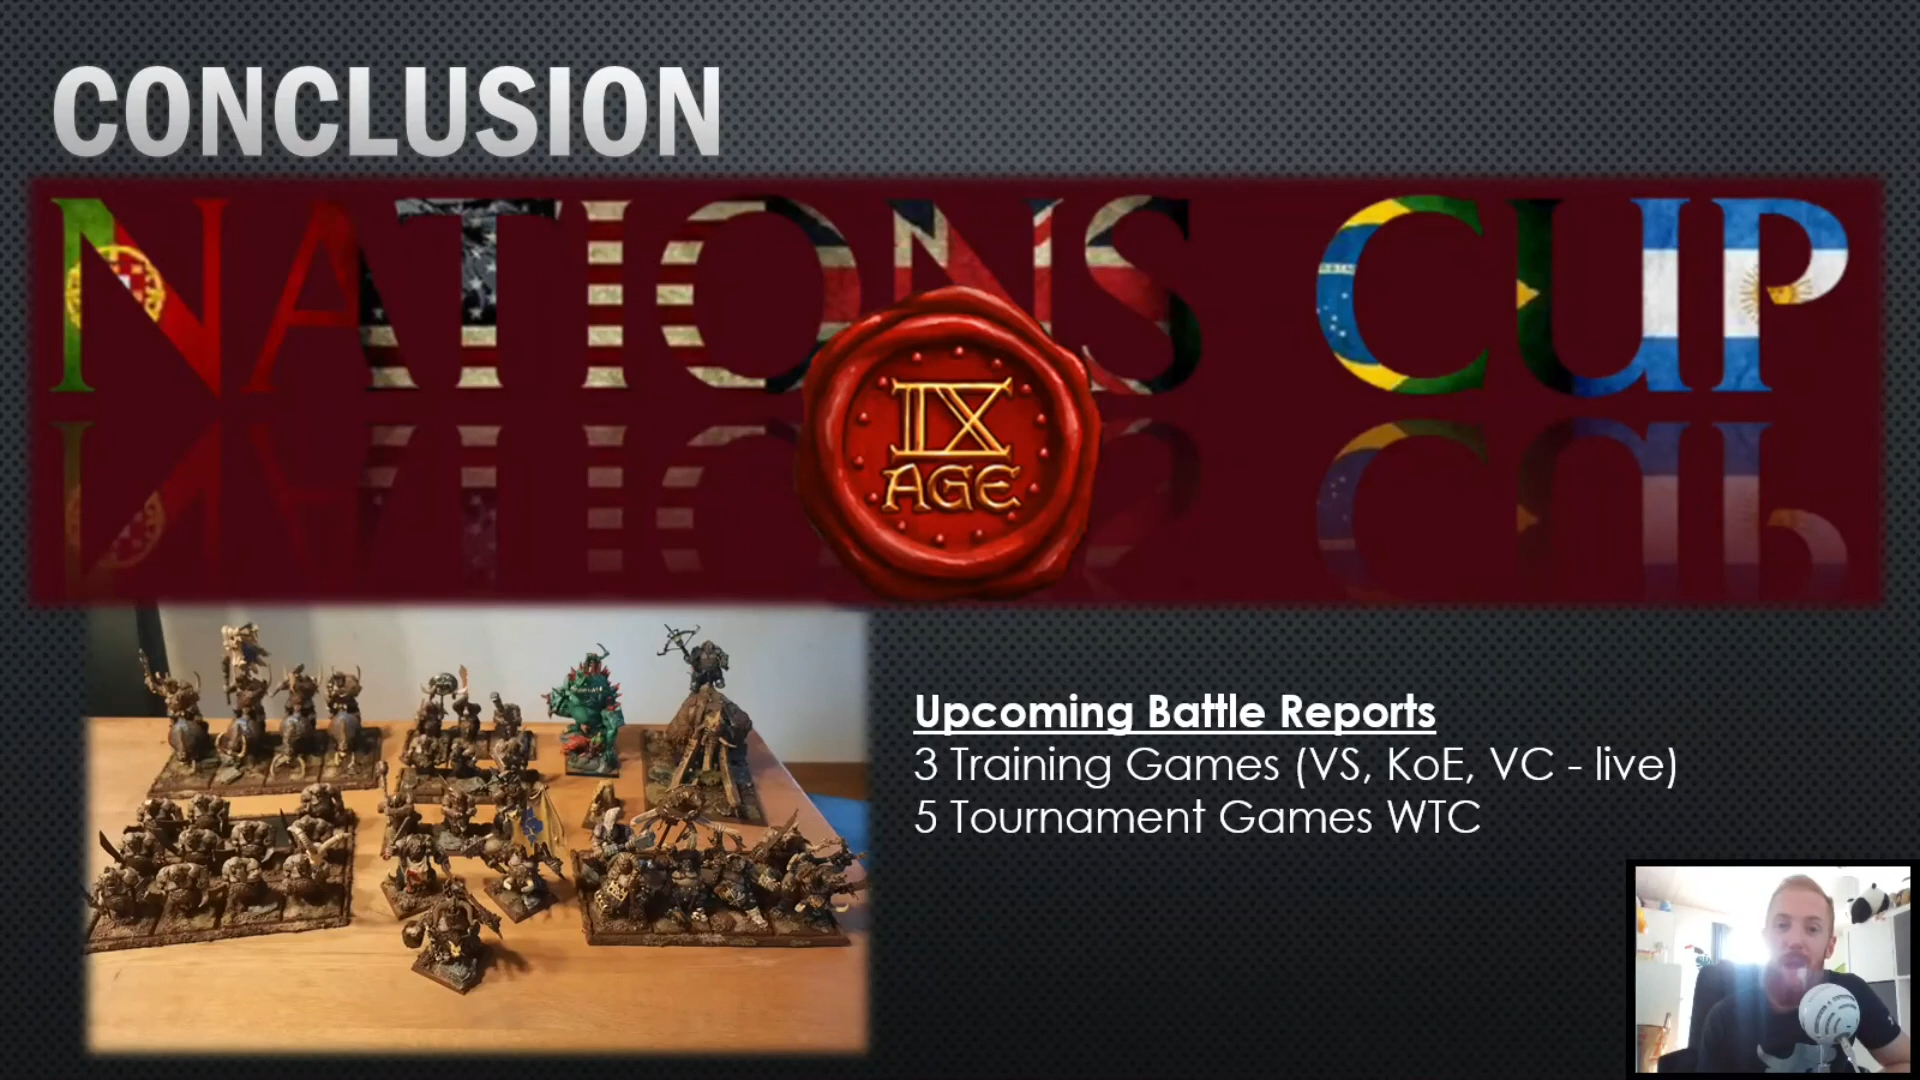 CONCLUSION
NATIONS CUP
IX
AGE
Upcoming Battle Reports
3 Training Games (VS, KoE, VC - live)
5 Tournament Games WTC